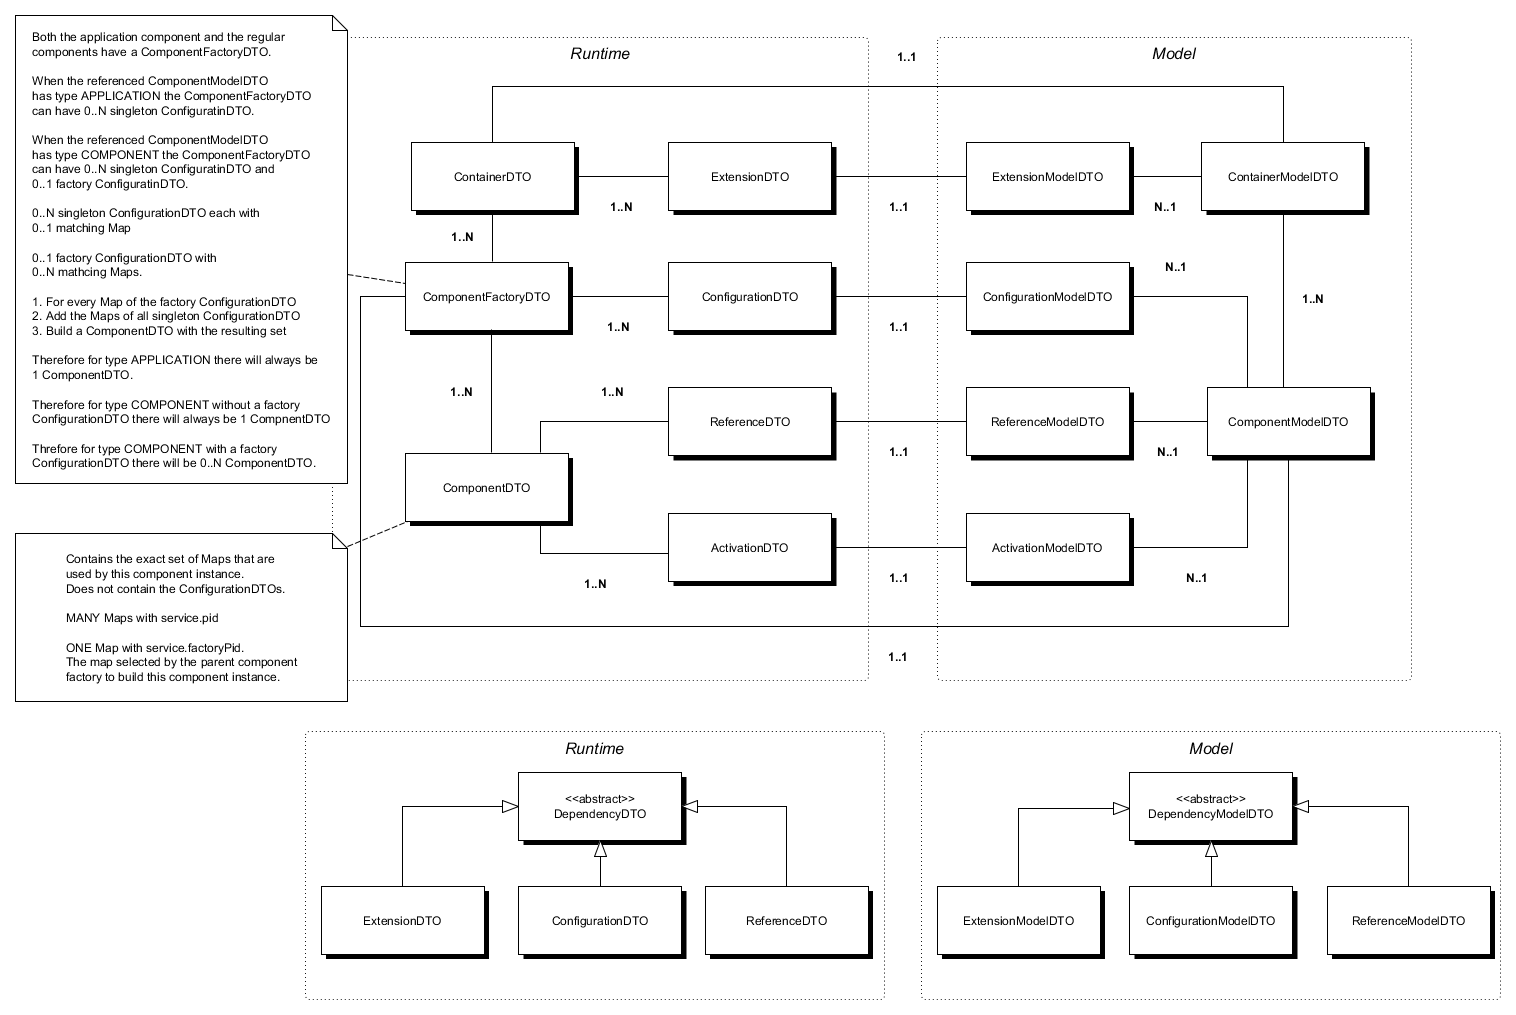 Both the application component and the regular
components have a ComponentFactoryDTO.
When the referenced ComponentModelDTO
has type APPLICATION the ComponentFactoryDTO
can have 0..N singleton ConfiguratinDTO.
When the referenced ComponentModelDTO
has type COMPONENT the ComponentFactoryDTO
can have 0..N singleton ConfiguratinDTO and
0..1 factory ConfiguratinDTO.
0..N singleton ConfigurationDTO each with
0..1 matching Map
0..1 factory ConfigurationDTO with
0..N mathcing Maps.
1. For every Map of the factory ConfigurationDTO
2. Add the Maps of all singleton ConfigurationDTO
3. Build a ComponentDTO with the resulting set
Therefore for type APPLICATION there will always be
1 ComponentDTO.
Therefore for type COMPONENT without a factory
ConfigurationDTO there will always be 1 CompnentDTO
Threfore for type COMPONENT with a factory
ConfigurationDTO there will be 0..N ComponentDTO.
Contains the exact set of Maps that are
used by this component instance.
Does not contain the ConfigurationDTOs.
MANY Maps with service.pid
ONE Map with service.factoryPid.
The map selected by the parent component
factory to build this component instance.
Runtime
1..1
Model
ContainerDTO
ExtensionDTO
ExtensionModelDTO
ContainerModelDTO
1..N
1..1
N..1
1..N
N..1
ComponentFactoryDTO
ConfigurationDTO
ConfigurationModelDTO
1..N
1..N
1..1
1..N
1..N
ReferenceDTO
ReferenceModelDTO
ComponentModelDTO
1..1
N..1
ComponentDTO
ActivationDTO
ActivationModelDTO
1..N
1..1
N..1
1..1
Runtime
<<abstract>>
DependencyDTO
ExtensionDTO
ConfigurationDTO
ReferenceDTO
Model
<<abstract>>
DependencyModelDTO
ExtensionModelDTO
ConfigurationModelDTO
ReferenceModelDTO